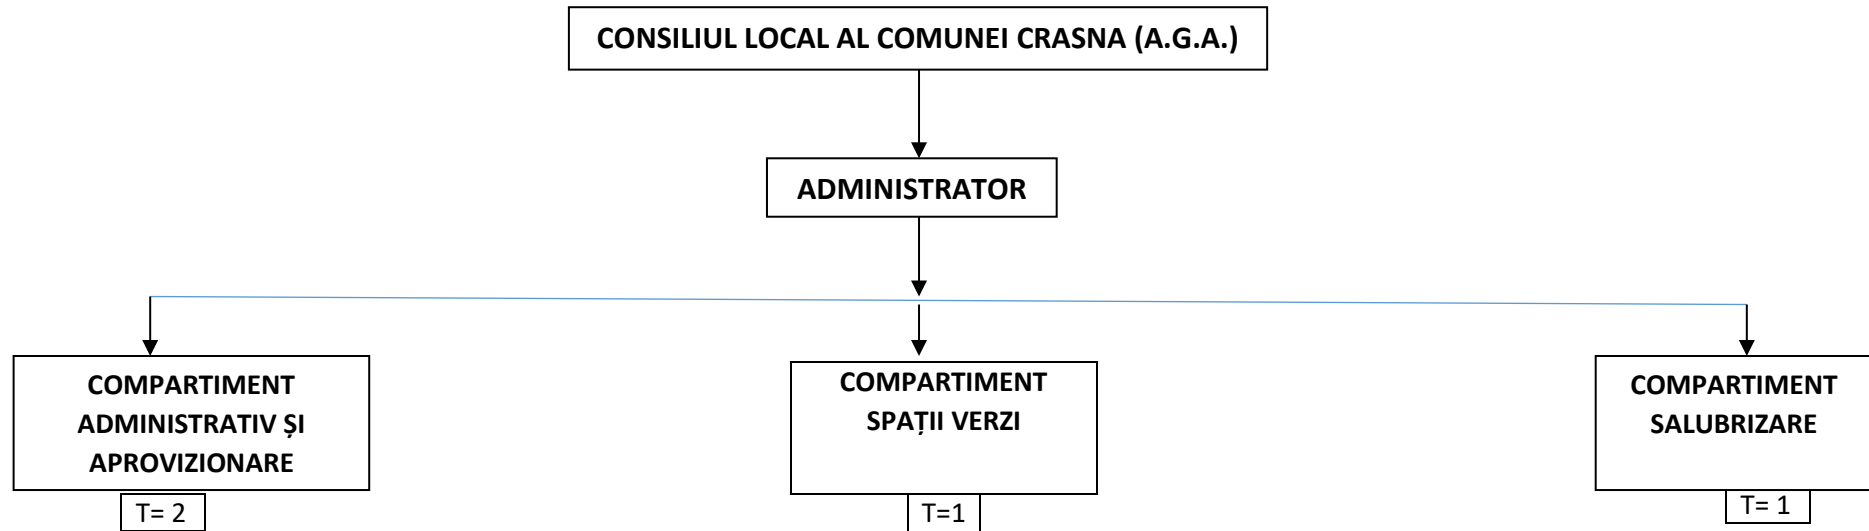 CONSILIUL LOCAL AL COMUNEI CRASNA (A.G.A.)
ADMINISTRATOR
COMPARTIMENT
ADMINISTRATIV ȘI
APROVIZIONARE
T= 2
COMPARTIMENT
SPAȚII VERZI
T=1
COMPARTIMENT
SALUBRIZARE
T= 1